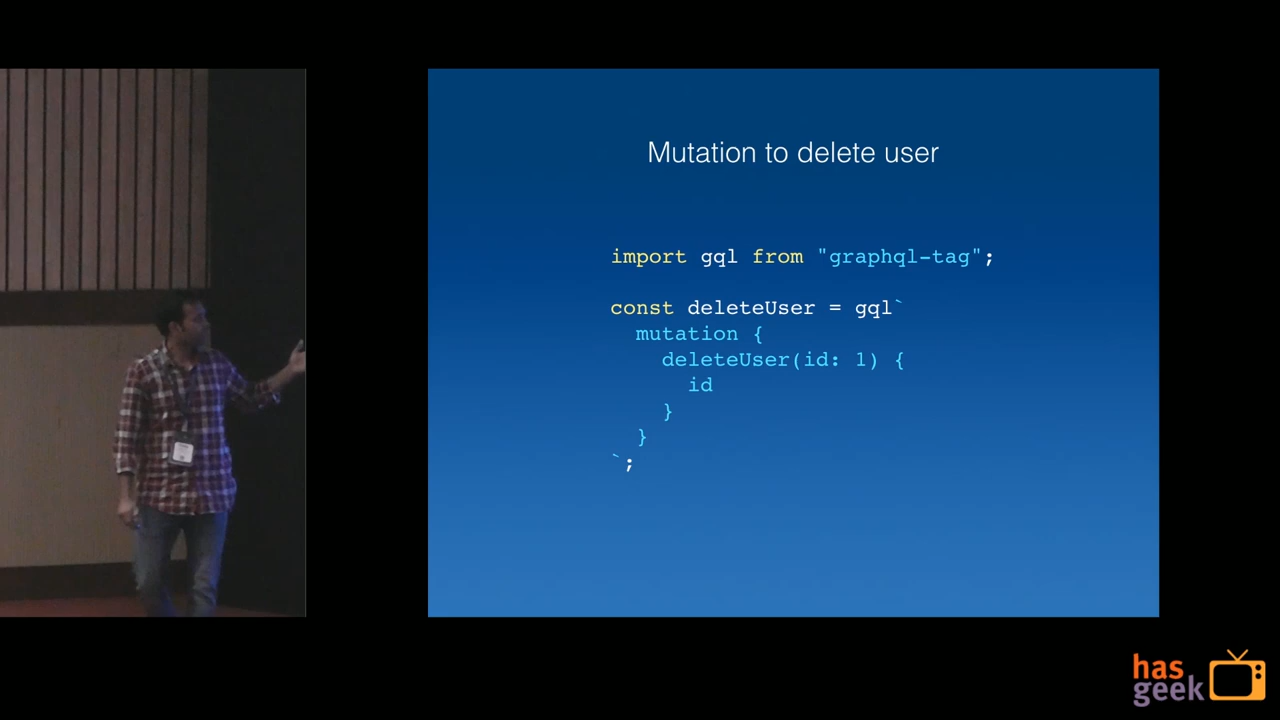 Mutation to delete user
import gql from "graphql-tag";
const deleteUser = gql`
  mutation {
    deleteUser(id: 1) {
      id
    }
  }
`;
has
geek